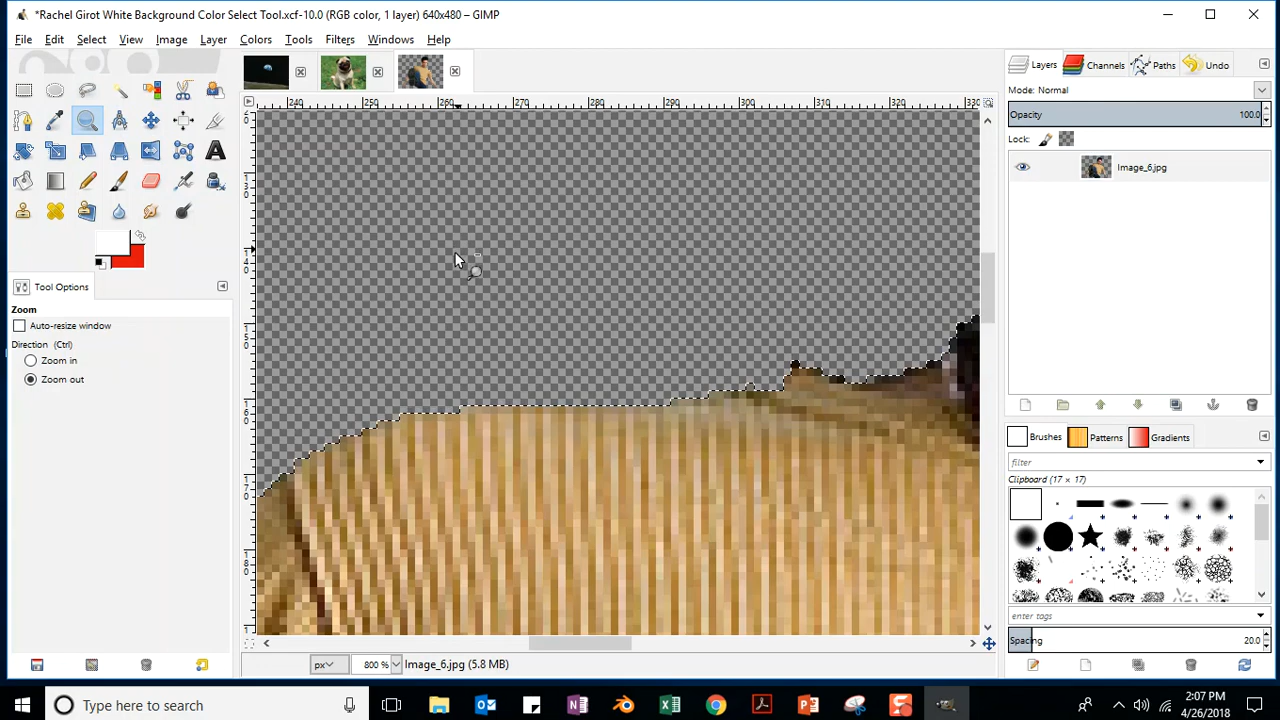 *Rachel Girot White Background Color Select Tool.xcf-10.0 (RGB color, 1 layer) 640x480 – GIMP
File Edit Select View Image Layer Colors Tools Filters Windows Help
Layers Channels Paths Undo
Mode: Normal
240 250 260 270 280 290 300 310 320 330
Opacity 100.0
Lock:
Image_6.jpg
Tool Options
Zoom
Auto-resize window
Direction (Ctrl)
Zoom in
Zoom out
Brushes Patterns Gradients
filter
Clipboard (17 × 17)
enter tags
Spacing 20.0
px 800 % Image_6.jpg (5.8 MB)
Type here to search
2:07 PM
4/26/2018